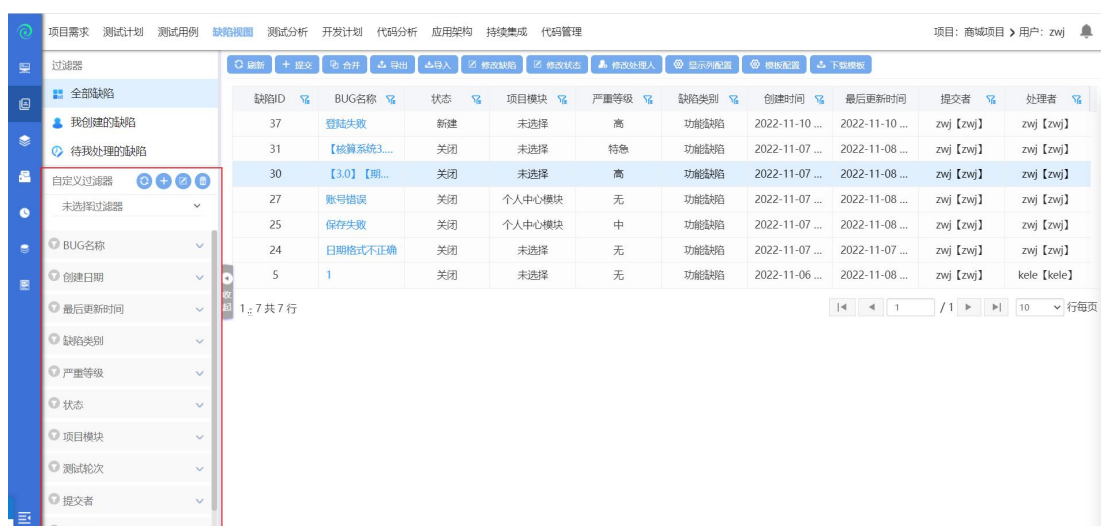 项目需求 测试计划 测试用例 缺陷视图 测试分析 开发计划 代码分析 应用架构 持续集成 代码管理 项目：商城项目 > 用户：zwj
过滤器
全部缺陷
我创建的缺陷
待我处理的缺陷
自定义过滤器
未选择过滤器
BUG名称
创建日期
最后更新时间
缺陷类别
严重等级
状态
项目模块
测试轮次
提交者
收起
刷新 提交 合并 导出 导入 修改缺陷 修改状态 修改处理人 显示列配置 模板配置 下载模板
缺陷ID BUG名称 状态 项目模块 严重等级 缺陷类别 创建时间 最后更新时间 提交者 处理者
37 登陆失败 新建 未选择 高 功能缺陷 2022-11-10 ... 2022-11-10 ... zwj【zwj】 zwj【zwj】
31 【核算系统3.... 关闭 未选择 特急 功能缺陷 2022-11-07 ... 2022-11-08 ... zwj【zwj】 zwj【zwj】
30 【3.0】【期... 关闭 未选择 高 功能缺陷 2022-11-07 ... 2022-11-08 ... zwj【zwj】 zwj【zwj】
27 账号错误 关闭 个人中心模块 无 功能缺陷 2022-11-07 ... 2022-11-08 ... zwj【zwj】 zwj【zwj】
25 保存失败 关闭 个人中心模块 中 功能缺陷 2022-11-07 ... 2022-11-08 ... zwj【zwj】 zwj【zwj】
24 日期格式不正确 关闭 未选择 无 功能缺陷 2022-11-07 ... 2022-11-07 ... zwj【zwj】 zwj【zwj】
5 1 关闭 未选择 无 功能缺陷 2022-11-06 ... 2022-11-08 ... zwj【zwj】 kele【kele】
1 .: 7 共 7 行 1 / 1 10 行每页